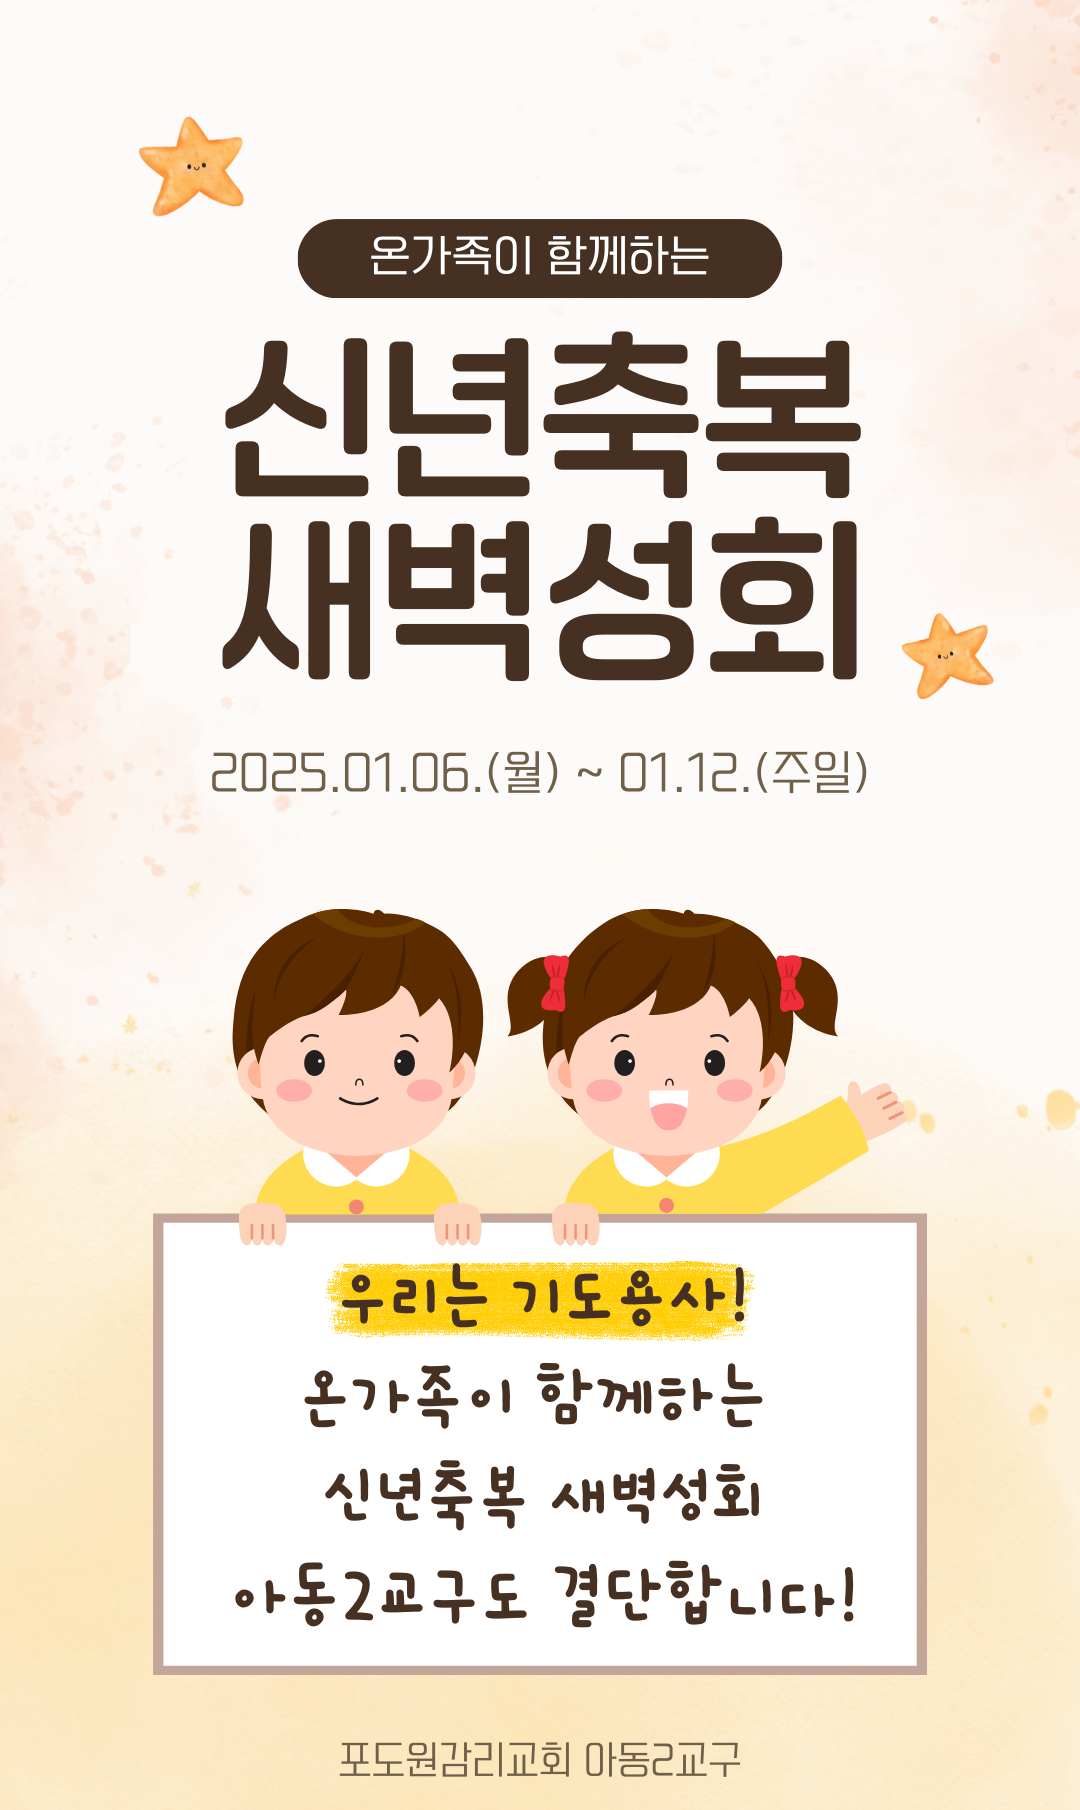 온가족이 함께하는
신년축복
새벽성회
2025.01.06.(월) ~ 01.12.(주일)
우리는 기도용사!
온가족이 함께하는
신년축복 새벽성회
아동2교구도 결단합니다!
포도원감리교회 아동2교구